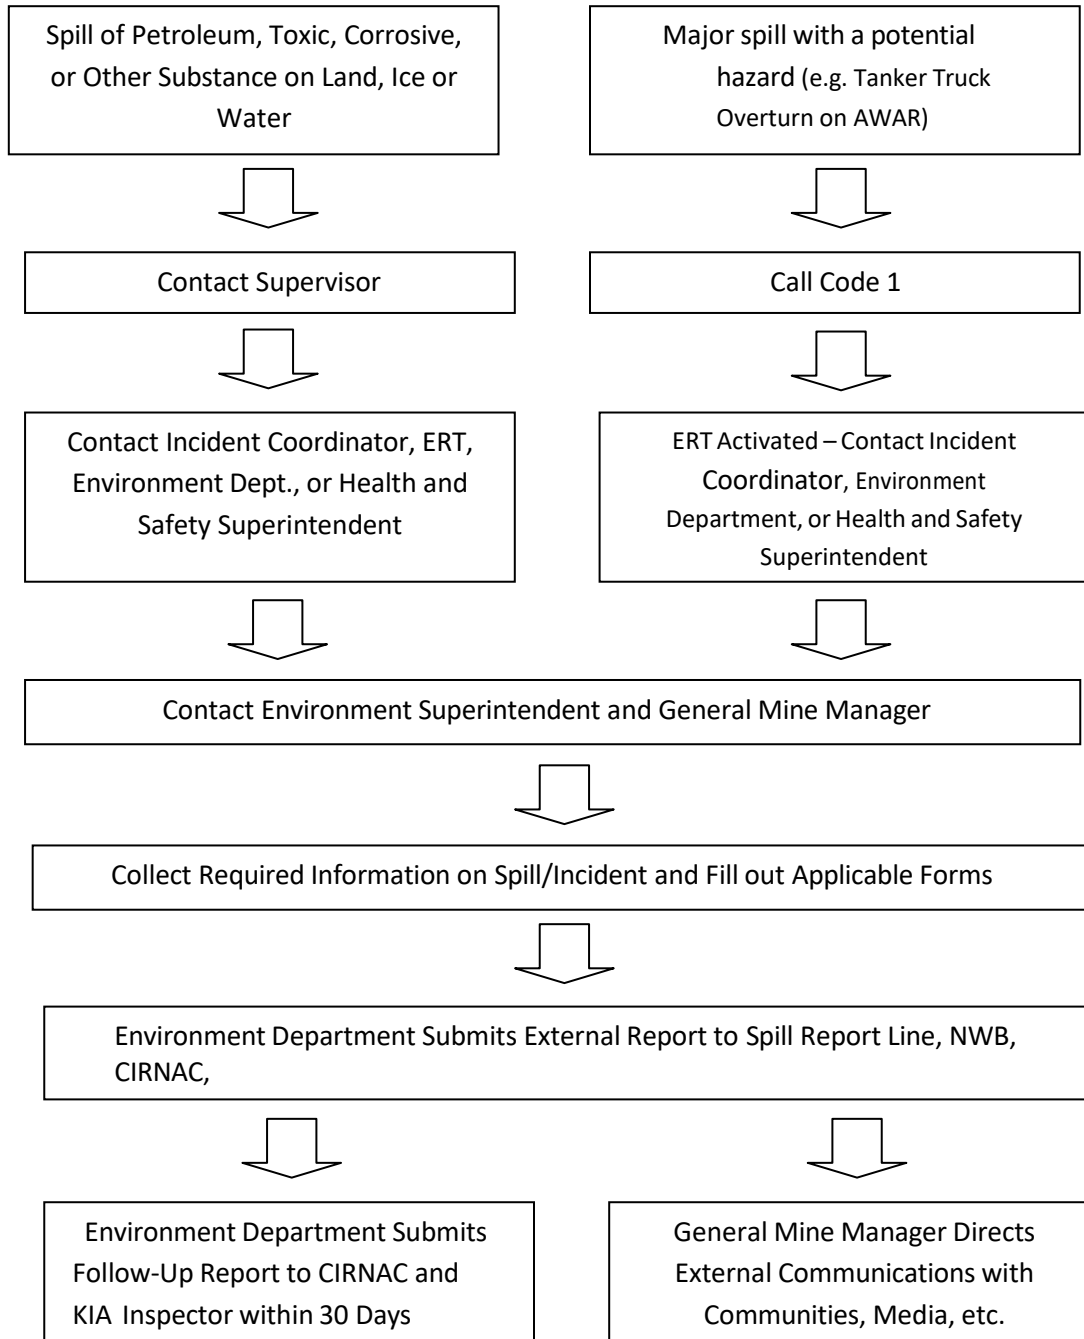 Spill of Petroleum, Toxic, Corrosive,
or Other Substance on Land, Ice or
Water
Major spill with a potential
hazard (e.g. Tanker Truck
Overturn on AWAR)
Contact Supervisor
Call Code 1
Contact Incident Coordinator, ERT,
Environment Dept., or Health and
Safety Superintendent
ERT Activated – Contact Incident
Coordinator, Environment
Department, or Health and Safety
Superintendent
Contact Environment Superintendent and General Mine Manager
Collect Required Information on Spill/Incident and Fill out Applicable Forms
Environment Department Submits External Report to Spill Report Line, NWB,
CIRNAC,
Environment Department Submits
Follow-Up Report to CIRNAC and
KIA Inspector within 30 Days
General Mine Manager Directs
External Communications with
Communities, Media, etc.